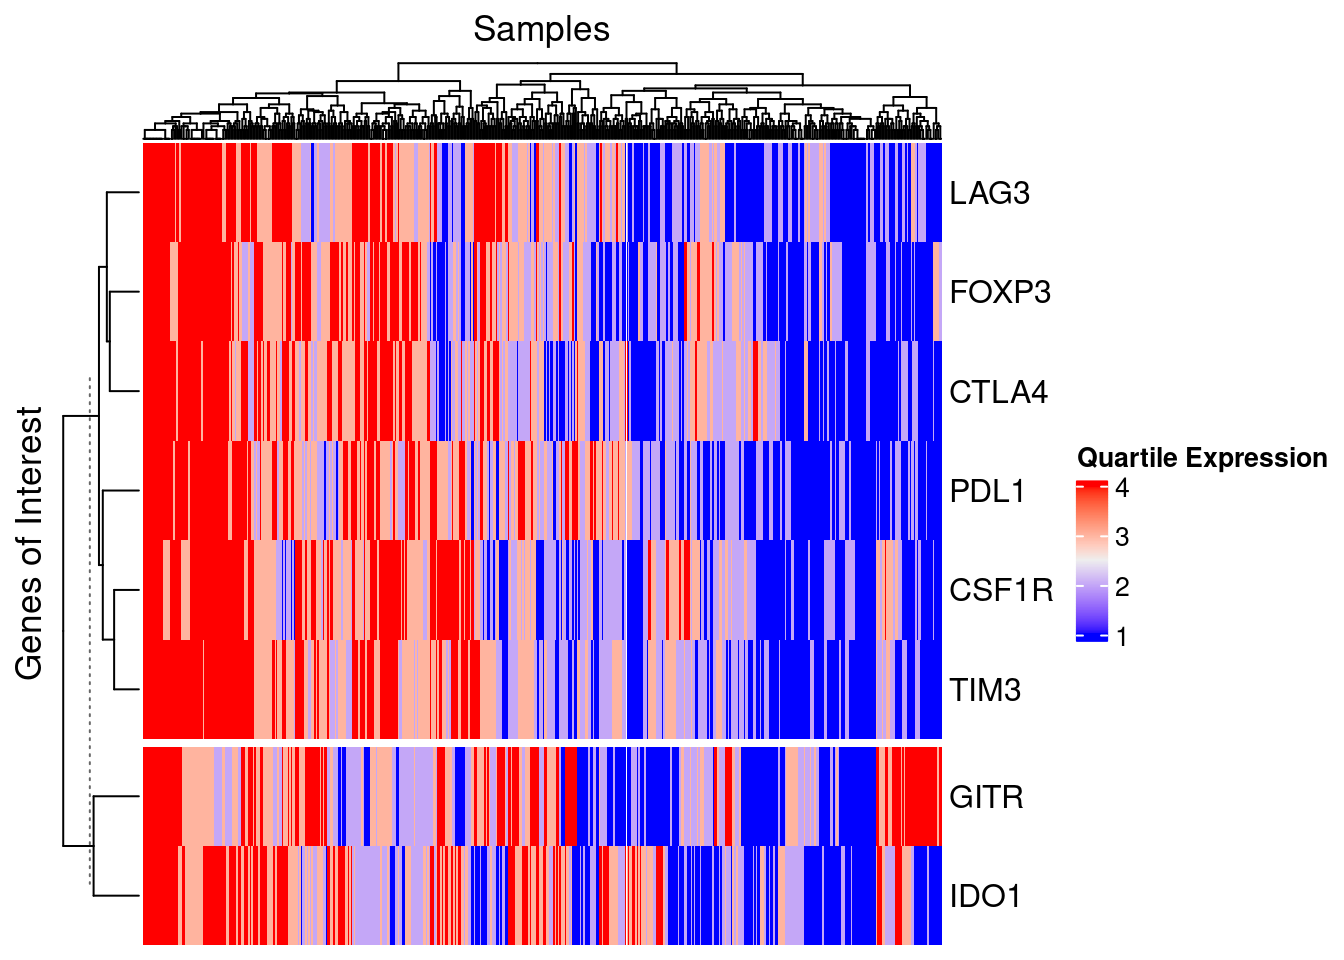 Samples
LAG3
FOXP3
CTLA4
PDL1
CSF1R
TIM3
GITR
IDO1
Genes of Interest
Quartile Expression
4
3
2
1